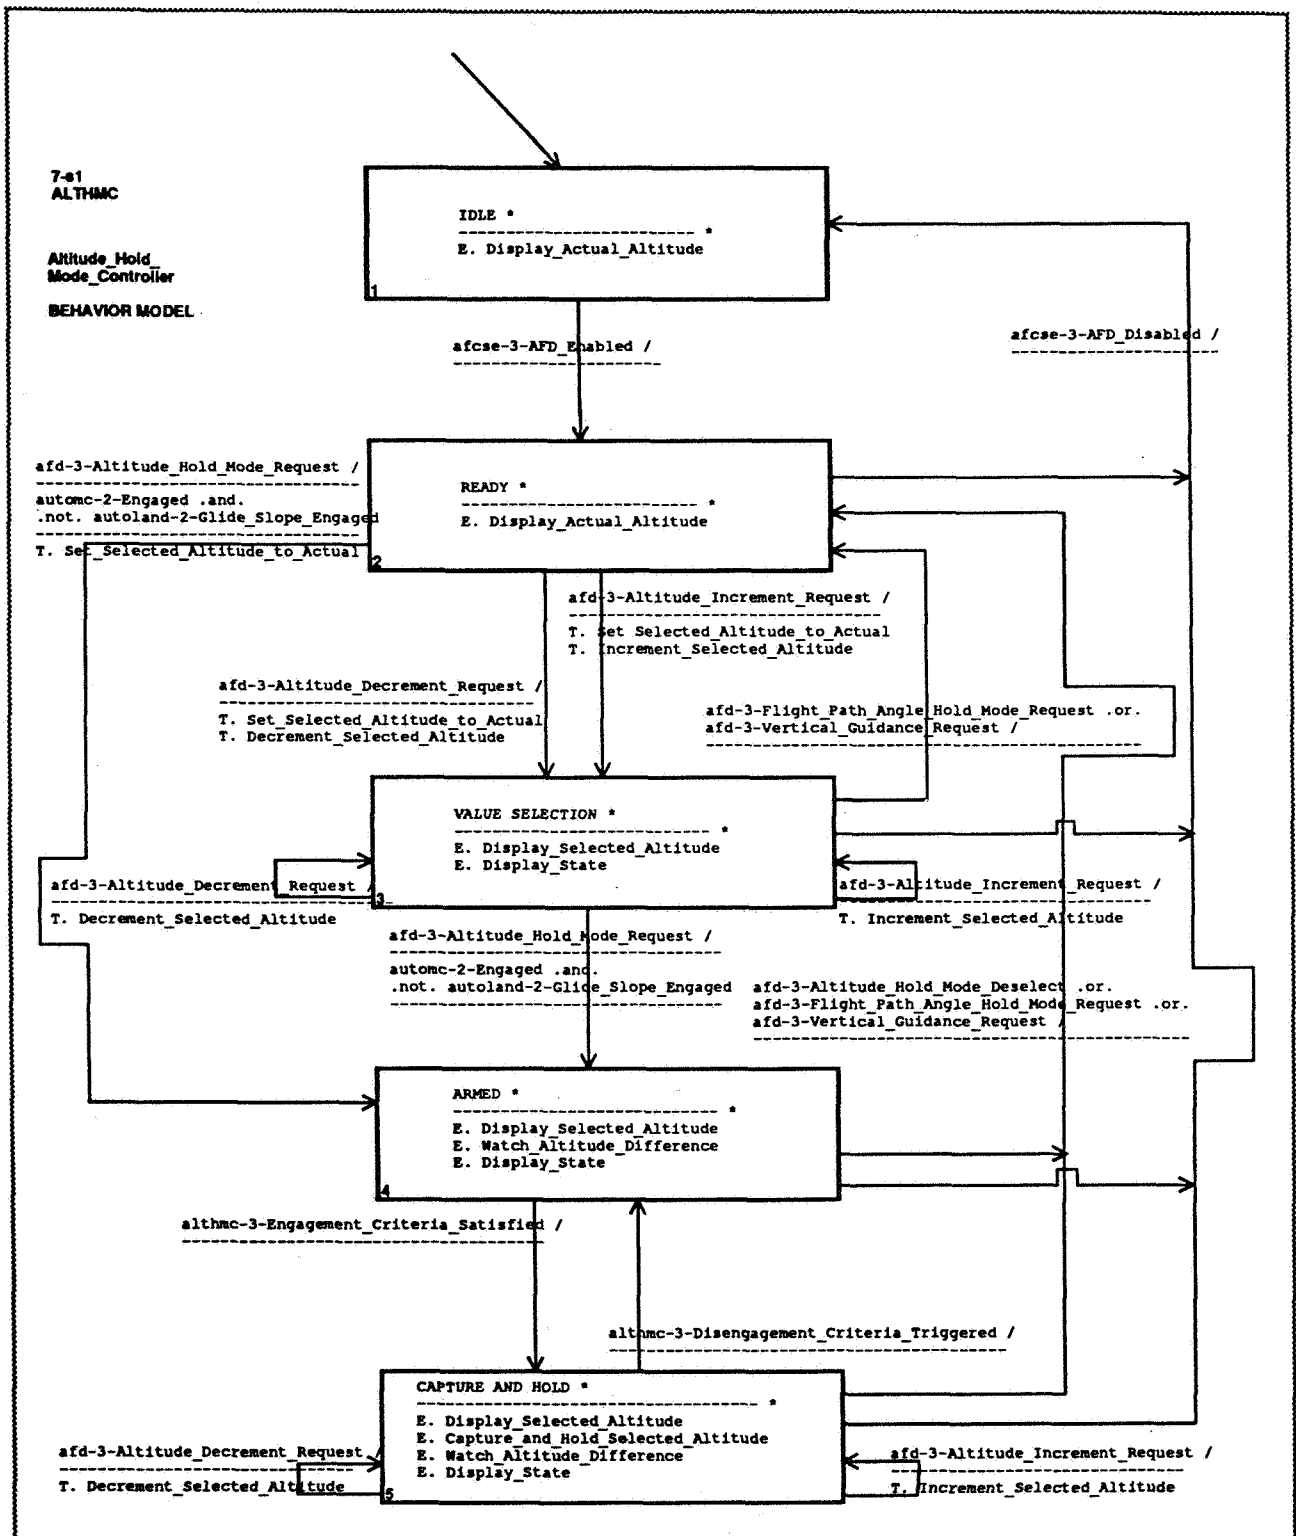 7-s1
ALTHMC
Altitude_Hold_
Mode_Controller
BEHAVIOR MODEL
IDLE *
--------------------------- *
E. Display_Actual_Altitude
1
afcse-3-AFD_Enabled /
afcse-3-AFD_Disabled /
afd-3-Altitude_Hold_Mode_Request /
automc-2-Engaged .and.
.not. autoland-2-Glide_Slope_Engaged
T. Set_Selected_Altitude_to_Actual
READY *
--------------------------- *
E. Display_Actual_Altitude
2
afd-3-Altitude_Increment_Request /
T. Set Selected_Altitude_to_Actual
T. Increment_Selected_Altitude
afd-3-Altitude_Decrement_Request /
T. Set_Selected_Altitude_to_Actual
T. Decrement_Selected_Altitude
afd-3-Flight_Path_Angle_Hold_Mode_Request .or.
afd-3-Vertical_Guidance_Request /
VALUE SELECTION *
----------------------------- *
E. Display_Selected_Altitude
E. Display_State
3
afd-3-Altitude_Decrement_Request /
T. Decrement_Selected_Altitude
afd-3-Altitude_Increment_Request /
T. Increment_Selected_Altitude
afd-3-Altitude_Hold_Mode_Request /
automc-2-Engaged .and.
.not. autoland-2-Glide_Slope_Engaged
afd-3-Altitude_Hold_Mode_Deselect .or.
afd-3-Flight_Path_Angle_Hold_Mode_Request .or.
afd-3-Vertical_Guidance_Request /
ARMED *
------------------------------ *
E. Display_Selected_Altitude
E. Watch_Altitude_Difference
E. Display_State
4
althmc-3-Engagement_Criteria_Satisfied /
althmc-3-Disengagement_Criteria_Triggered /
CAPTURE AND HOLD *
--------------------------------------- *
E. Display_Selected_Altitude
E. Capture_and_Hold_Selected_Altitude
E. Watch_Altitude_Difference
E. Display_State
5
afd-3-Altitude_Decrement_Request /
T. Decrement_Selected_Altitude
afd-3-Altitude_Increment_Request /
T. Increment_Selected_Altitude